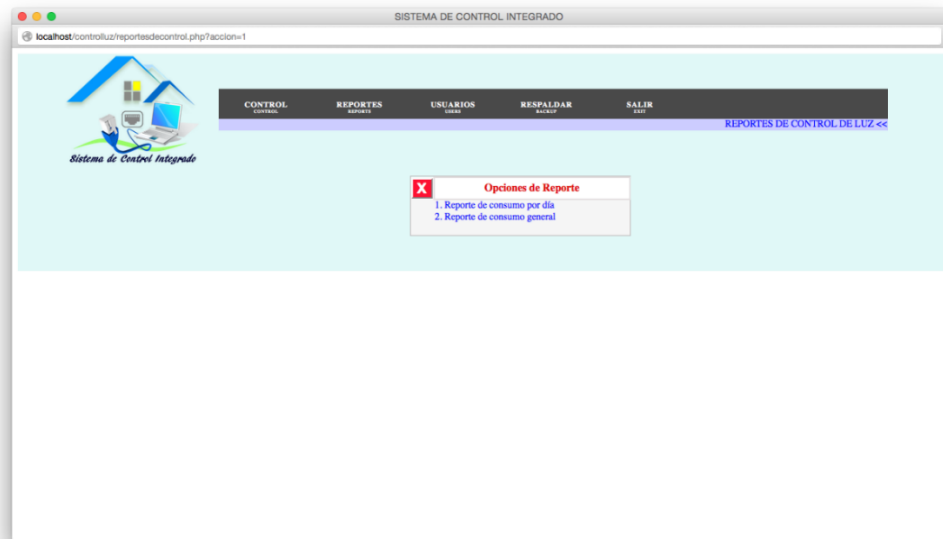 SISTEMA DE CONTROL INTEGRADO
localhost/controlluz/reportesdecontrol.php?accion=1
CONTROL REPORTES USUARIOS RESPALDAR SALIR
CONTROL REPORTS USERS BACKUP EXIT
REPORTES DE CONTROL DE LUZ <<
Sistema de Control Integrado
X Opciones de Reporte
1. Reporte de consumo por día
2. Reporte de consumo general